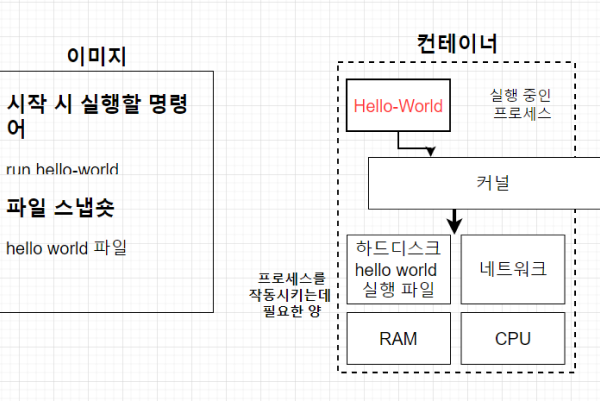 이미지
시작 시 실행할 명령
어
run hello-world
파일 스냅숏
hello world 파일
컨테이너
Hello-World
실행 중인
프로세스
커널
프로세스를
작동시키는데
필요한 양
하드디스크
hello world
실행 파일
네트워크
RAM
CPU